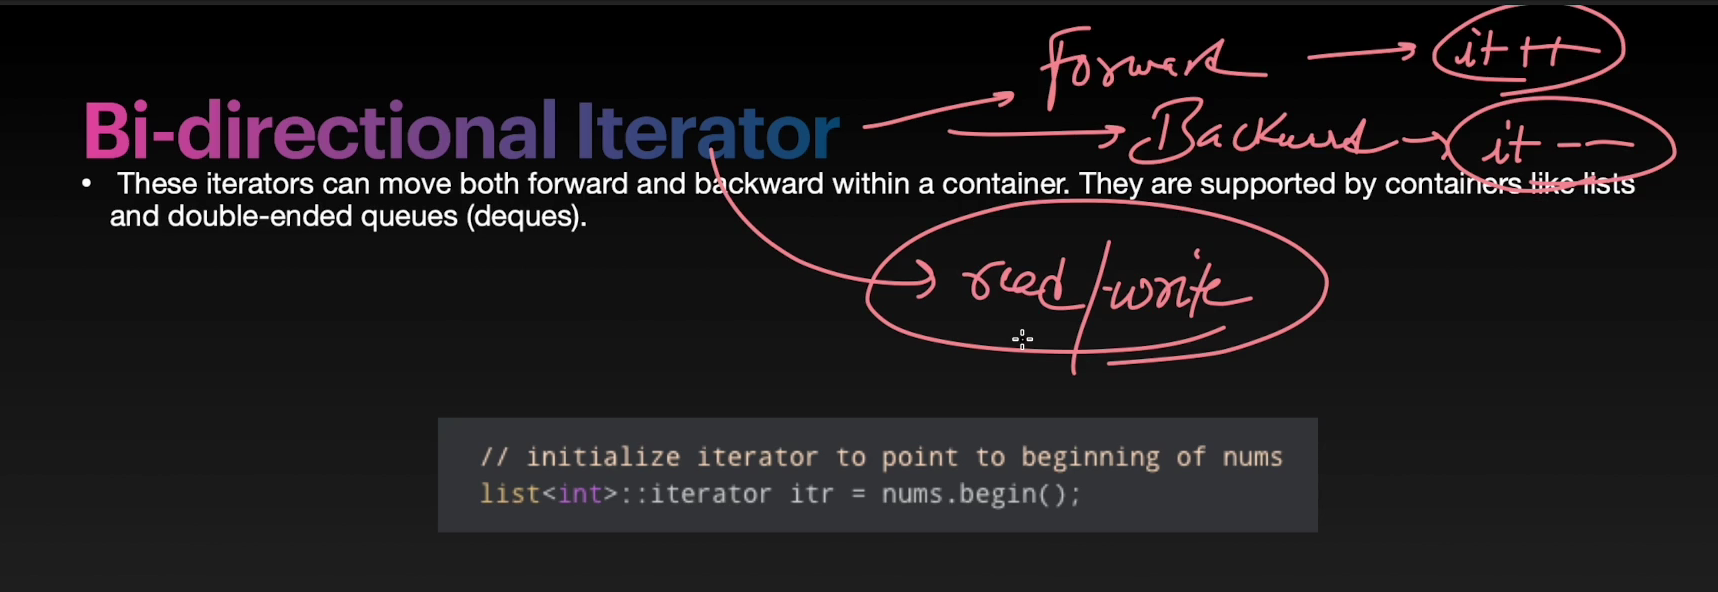 Forward → it++
Bi-directional Iterator
Backward → it --
• These iterators can move both forward and backward within a container. They are supported by containers like lists
and double-ended queues (deques).
read/write
// initialize iterator to point to beginning of nums
list<int>::iterator itr = nums.begin();